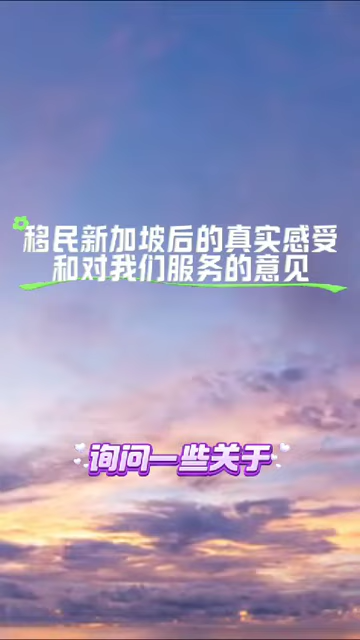 移民新加坡后的真实感受
和对我们服务的意见
询问一些关于